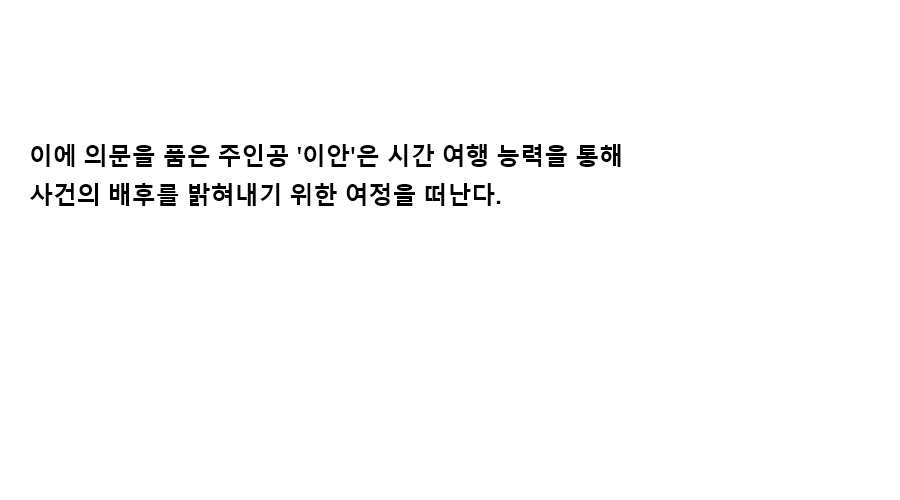 이에 의문을 품은 주인공 '이안'은 시간 여행 능력을 통해
사건의 배후를 밝혀내기 위한 여정을 떠난다.